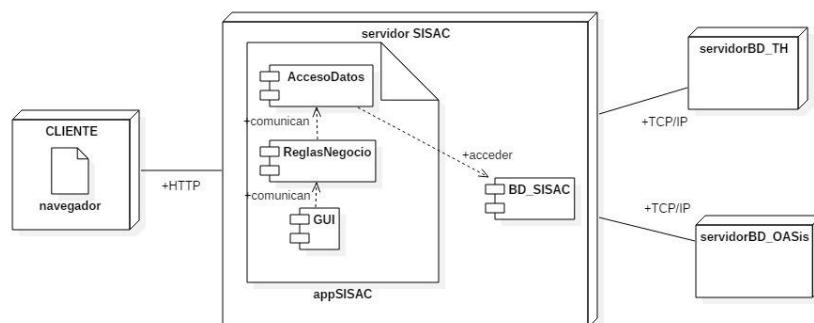 servidor SISAC
AccesoDatos
+comunican
ReglasNegocio
+comunican
GUI
appSISAC
+acceder
BD_SISAC
CLIENTE
navegador
+HTTP
servidorBD_TH
+TCP/IP
+TCP/IP
servidorBD_OASis